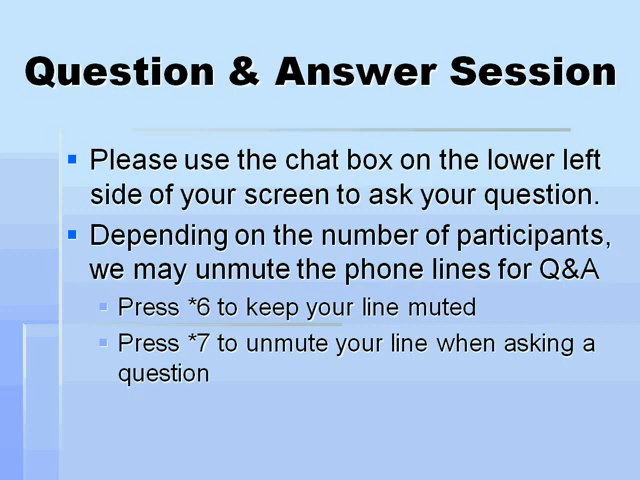 Question & Answer Session
Please use the chat box on the lower left
side of your screen to ask your question.
Depending on the number of participants,
we may unmute the phone lines for Q&A
Press *6 to keep your line muted
Press *7 to unmute your line when asking a
question